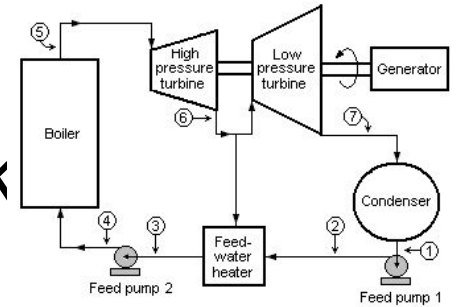 ⑤
High
pressure
turbine
Low
pressure
turbine
Generator
⑥
⑦
Boiler
K
Condenser
④
③
②
①
Feed-
water
heater
Feed pump 2
Feed pump 1